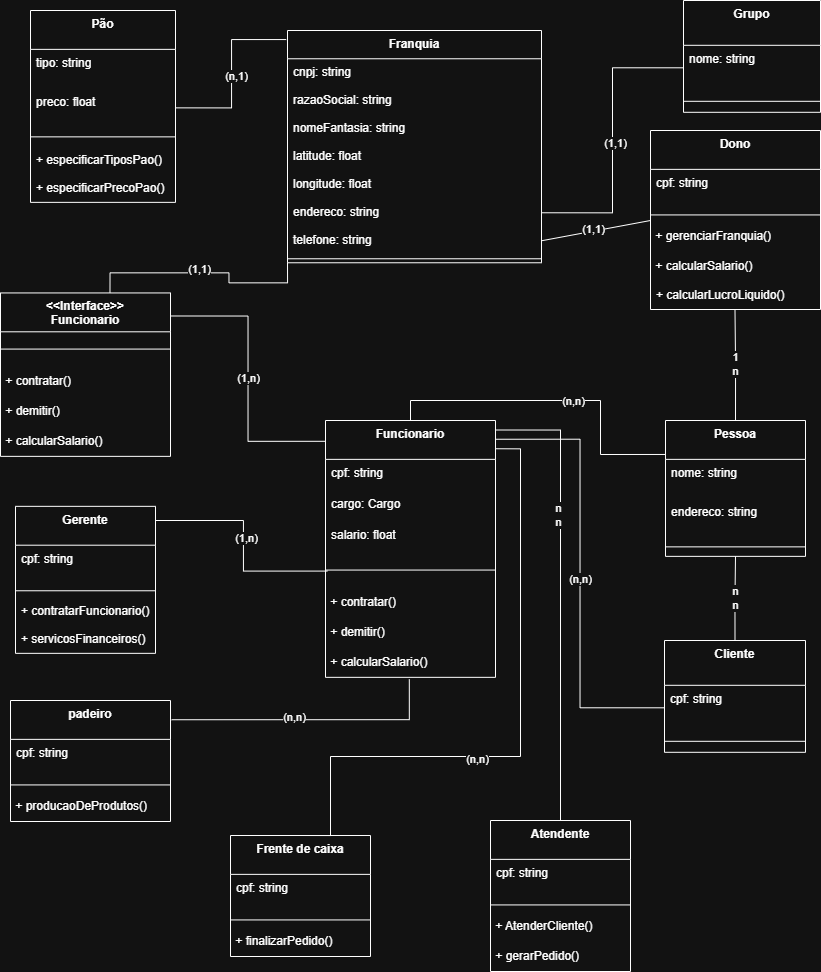 Pão
tipo: string
preco: float
+ especificarTiposPao()
+ especificarPrecoPao()
(n,1)
Franquia
cnpj: string
razaoSocial: string
nomeFantasia: string
latitude: float
longitude: float
endereco: string
telefone: string
Grupo
nome: string
(1,1)
Dono
cpf: string
+ gerenciarFranquia()
+ calcularSalario()
+ calcularLucroLiquido()
(1,1)
(1,1)
<<Interface>>
Funcionario
+ contratar()
+ demitir()
+ calcularSalario()
(1,n)
1
n
(n,n)
Funcionario
cpf: string
cargo: Cargo
salario: float
+ contratar()
+ demitir()
+ calcularSalario()
Pessoa
nome: string
endereco: string
Gerente
cpf: string
+ contratarFuncionario()
+ servicosFinanceiros()
(1,n)
n
n
(n,n)
n
n
Cliente
cpf: string
padeiro
cpf: string
+ producaoDeProdutos()
(n,n)
(n,n)
Frente de caixa
cpf: string
+ finalizarPedido()
Atendente
cpf: string
+ AtenderCliente()
+ gerarPedido()